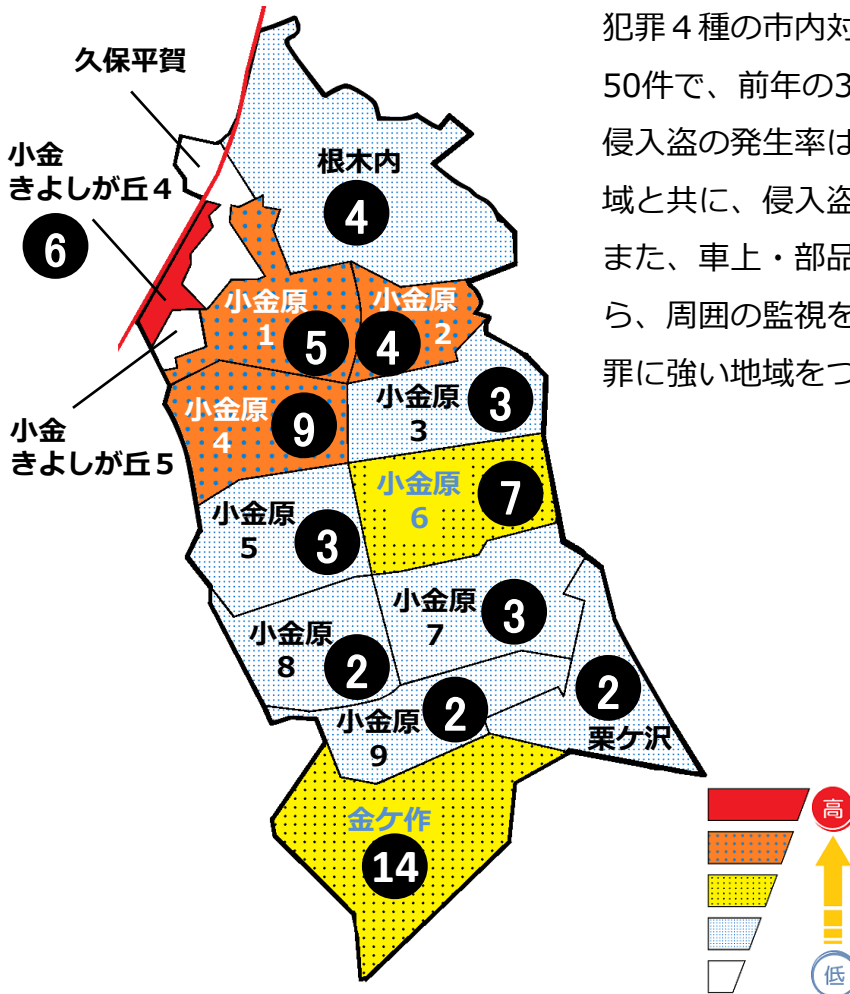 犯罪４種の市内対
50件で、前年の3
侵入盗の発生率は
域と共に、侵入盗
また、車上・部品
ら、周囲の監視を
罪に強い地域をつ
久保平賀
小金
きよしが丘４
6
根木内
4
小金原
1
5
小金原
2
4
小金原
4
9
小金原
3
3
小金
きよしが丘５
小金原
6
7
小金原
5
3
小金原
7
3
小金原
8
2
小金原
9
2
2
栗ケ沢
金ケ作
14
高
低